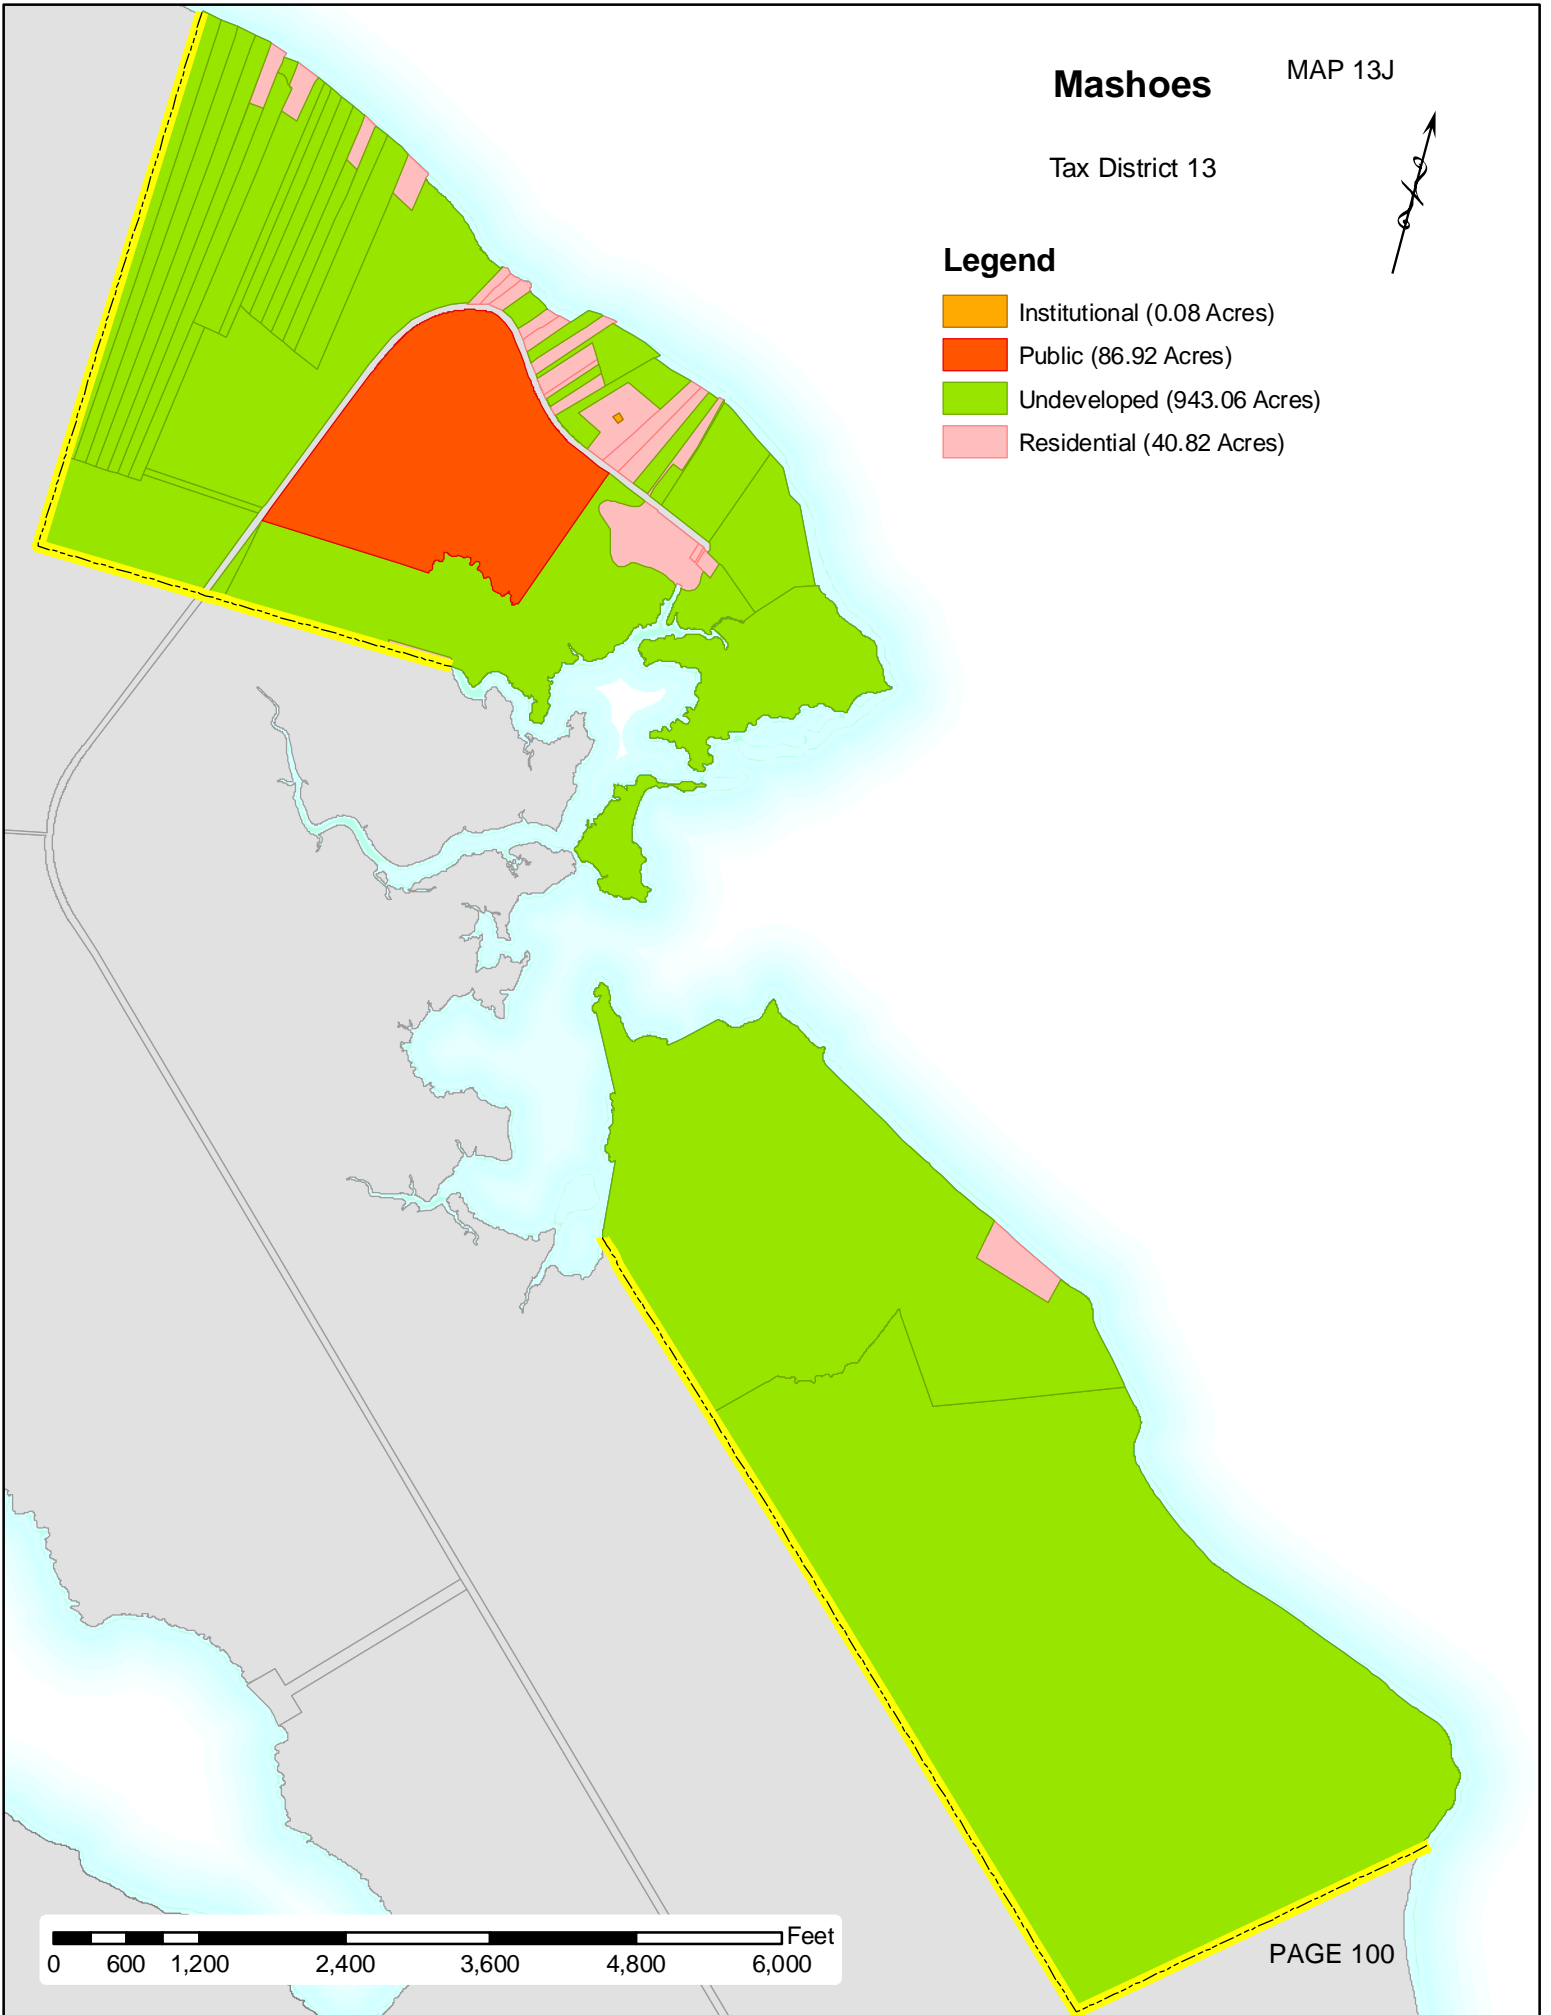 Mashoes
MAP 13J
Tax District 13
Legend
Institutional (0.08 Acres)
Public (86.92 Acres)
Undeveloped (943.06 Acres)
Residential (40.82 Acres)
Feet
0 600 1,200 2,400 3,600 4,800 6,000
PAGE 100